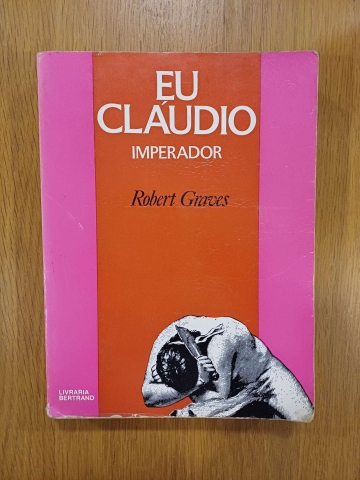 EU
CLÁUDIO
IMPERADOR
Robert Graves
LIVRARIA
BERTRAND